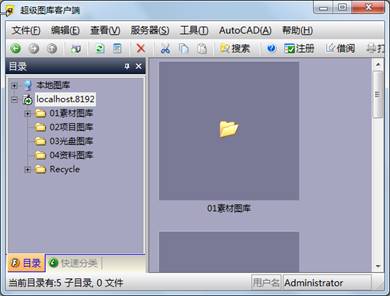 超级图库客户端
文件(F) 编辑(E) 查看(V) 服务器(S) 工具(T) AutoCAD(A) 帮助(H)
搜索 注册 借阅 打
目录
本地图库
localhost.8192
01素材图库
02项目图库
03光盘图库
04资料图库
Recycle
01素材图库
目录 快速分类
当前目录有:5 子目录, 0 文件 用户名 Administrator